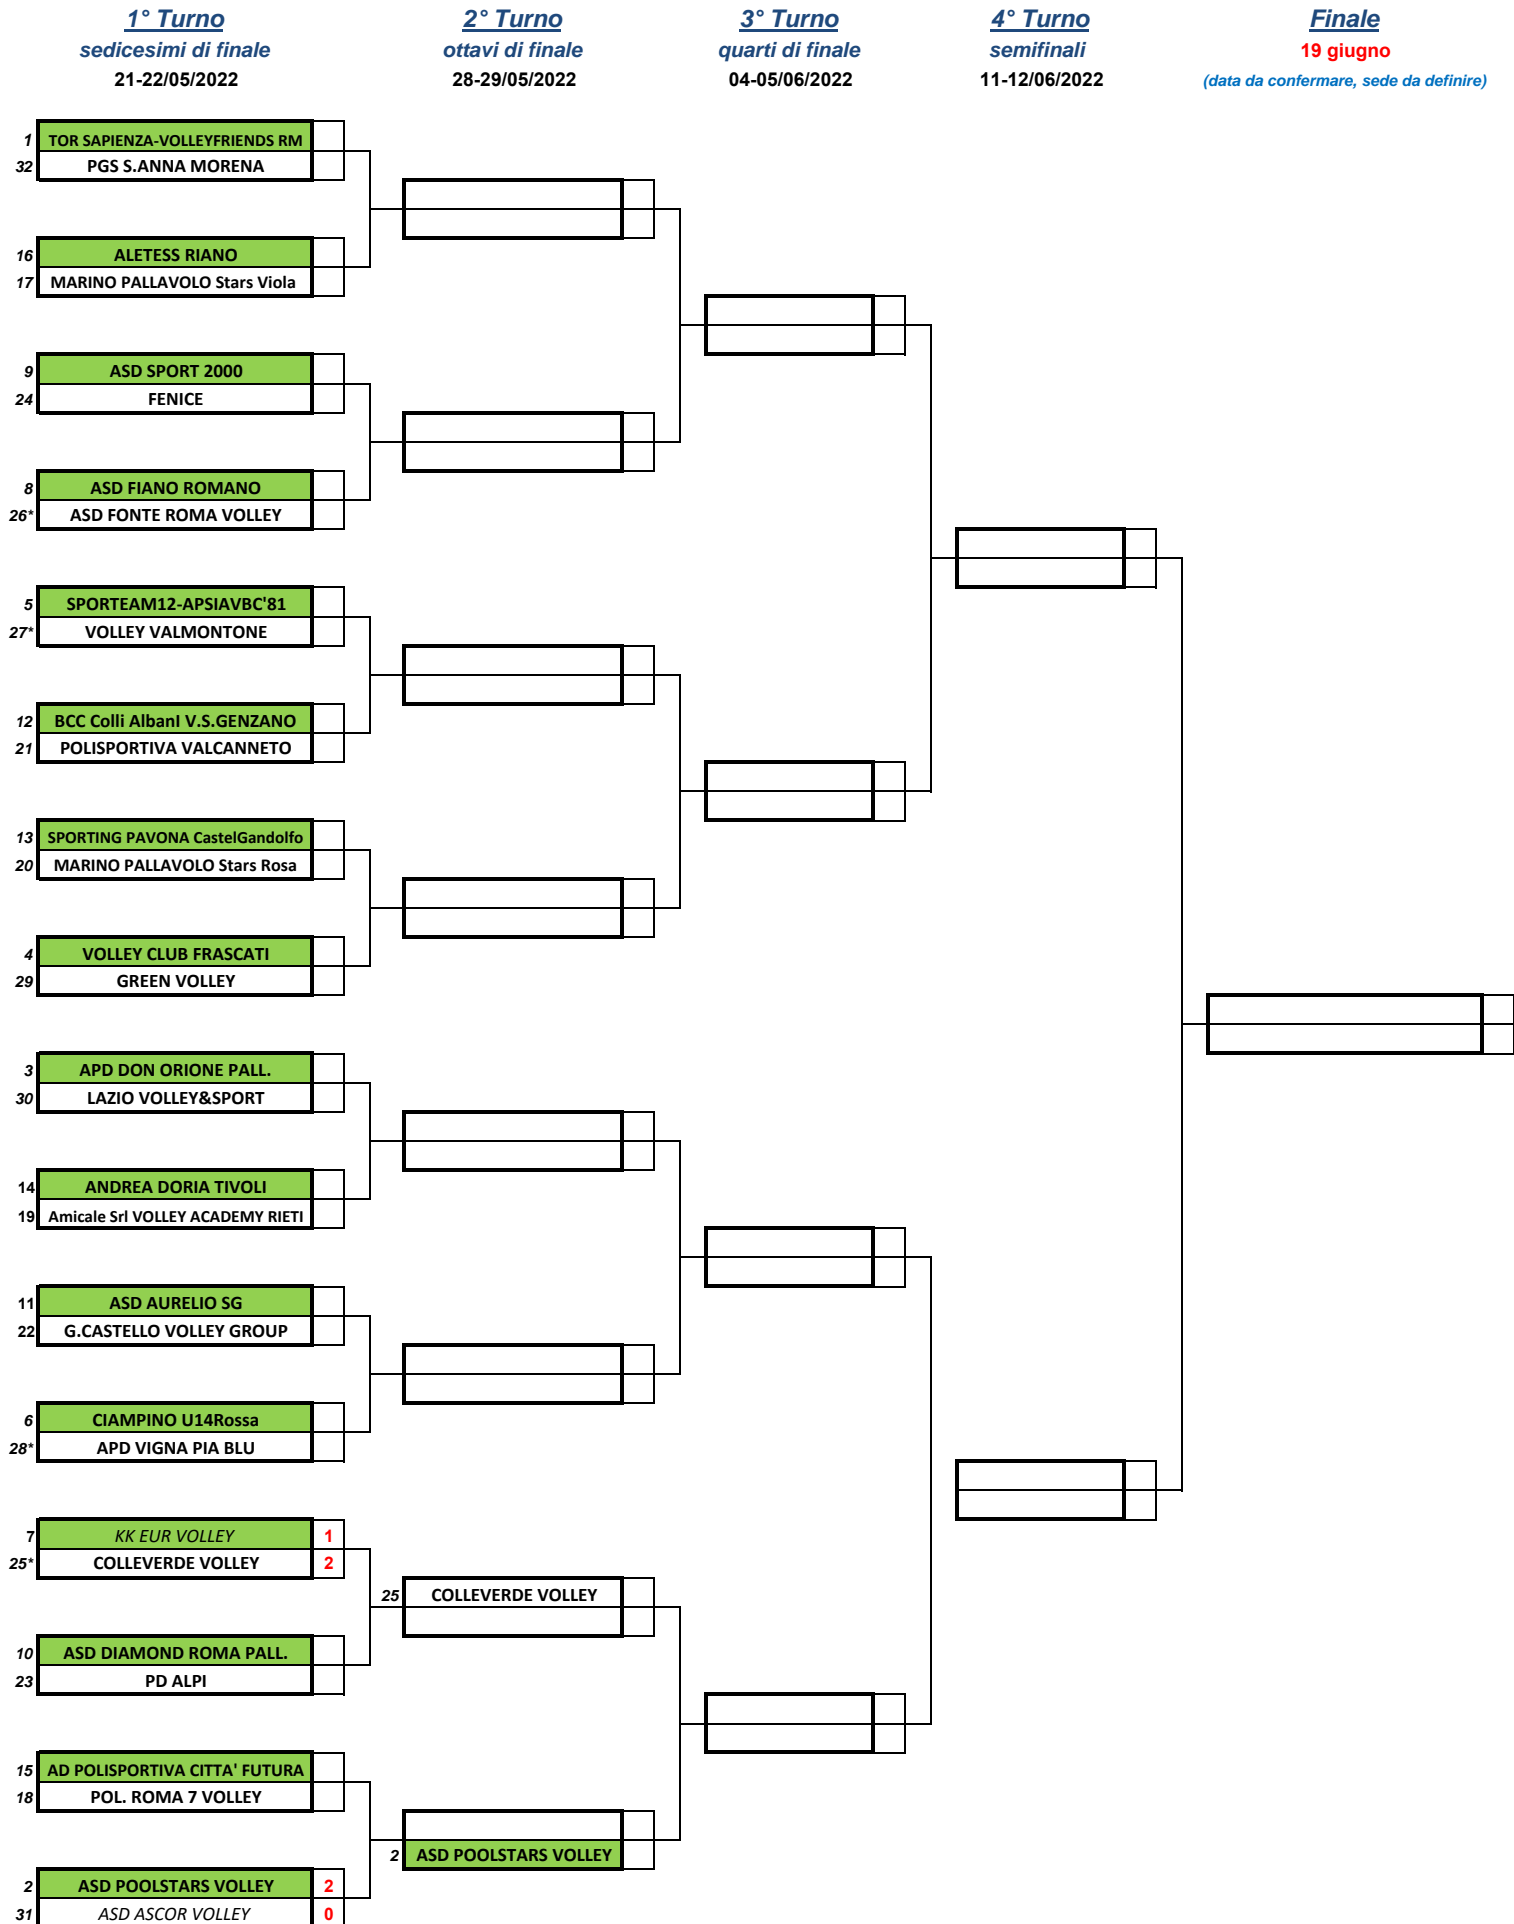 1° Turno 2° Turno 3° Turno 4° Turno Finale
sedicesimi di finale ottavi di finale quarti di finale semifinali 19 giugno
21-22/05/2022 28-29/05/2022 04-05/06/2022 11-12/06/2022 (data da confermare, sede da definire)
1 TOR SAPIENZA-VOLLEYFRIENDS RM
32 PGS S.ANNA MORENA
16 ALETESS RIANO
17 MARINO PALLAVOLO Stars Viola
9 ASD SPORT 2000
24 FENICE
8 ASD FIANO ROMANO
26* ASD FONTE ROMA VOLLEY
5 SPORTEAM12-APSIAVBC'81
27* VOLLEY VALMONTONE
12 BCC Colli AlbanI V.S.GENZANO
21 POLISPORTIVA VALCANNETO
13 SPORTING PAVONA CastelGandolfo
20 MARINO PALLAVOLO Stars Rosa
4 VOLLEY CLUB FRASCATI
29 GREEN VOLLEY
3 APD DON ORIONE PALL.
30 LAZIO VOLLEY&SPORT
14 ANDREA DORIA TIVOLI
19 Amicale Srl VOLLEY ACADEMY RIETI
11 ASD AURELIO SG
22 G.CASTELLO VOLLEY GROUP
6 CIAMPINO U14Rossa
28* APD VIGNA PIA BLU
7 KK EUR VOLLEY 1
25* COLLEVERDE VOLLEY 2
25 COLLEVERDE VOLLEY
10 ASD DIAMOND ROMA PALL.
23 PD ALPI
15 AD POLISPORTIVA CITTA' FUTURA
18 POL. ROMA 7 VOLLEY
2 ASD POOLSTARS VOLLEY
2 ASD POOLSTARS VOLLEY 2
31 ASD ASCOR VOLLEY 0